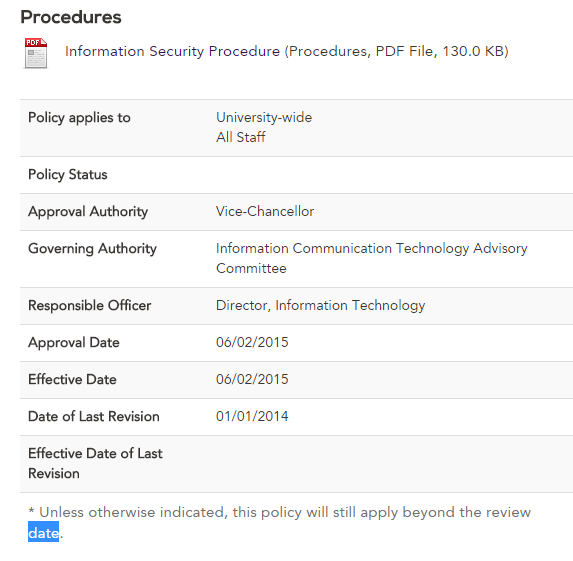 Procedures
PDF
Information Security Procedure (Procedures, PDF File, 130.0 KB)
Policy applies to
University-wide
All Staff
Policy Status
Approval Authority
Vice-Chancellor
Governing Authority
Information Communication Technology Advisory
Committee
Responsible Officer
Director, Information Technology
Approval Date
06/02/2015
Effective Date
06/02/2015
Date of Last Revision
01/01/2014
Effective Date of Last
Revision
* Unless otherwise indicated, this policy will still apply beyond the review
date.